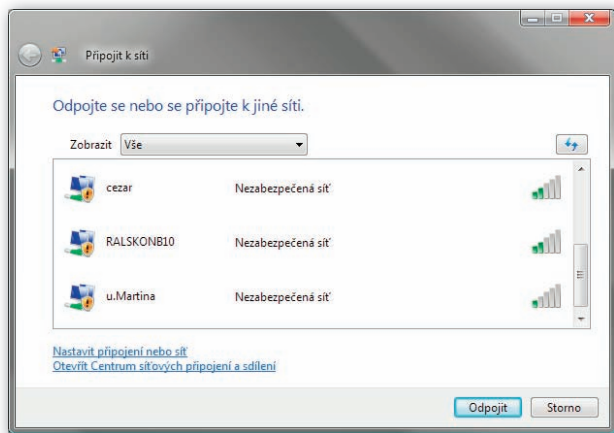 Připojit k síti
Odpojte se nebo se připojte k jiné síti.
Zobrazit Vše
cezar Nezabezpečená síť
RALSKONB10 Nezabezpečená síť
u.Martina Nezabezpečená síť
Nastavit připojení nebo síť
Otevřít Centrum síťových připojení a sdílení
Odpojit Storno